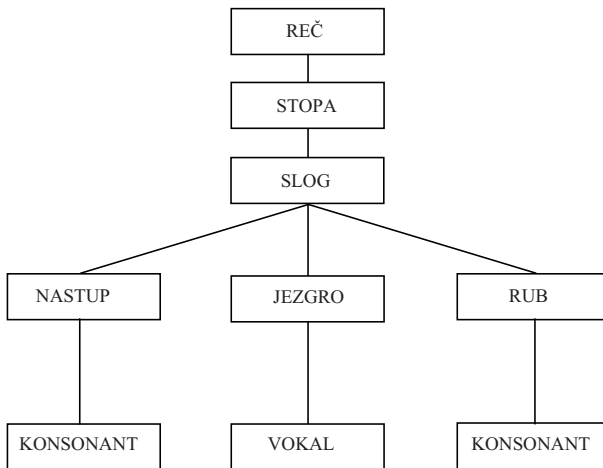 REČ
STOPA
SLOG
NASTUP JEZGRO RUB
KONSONANT VOKAL KONSONANT